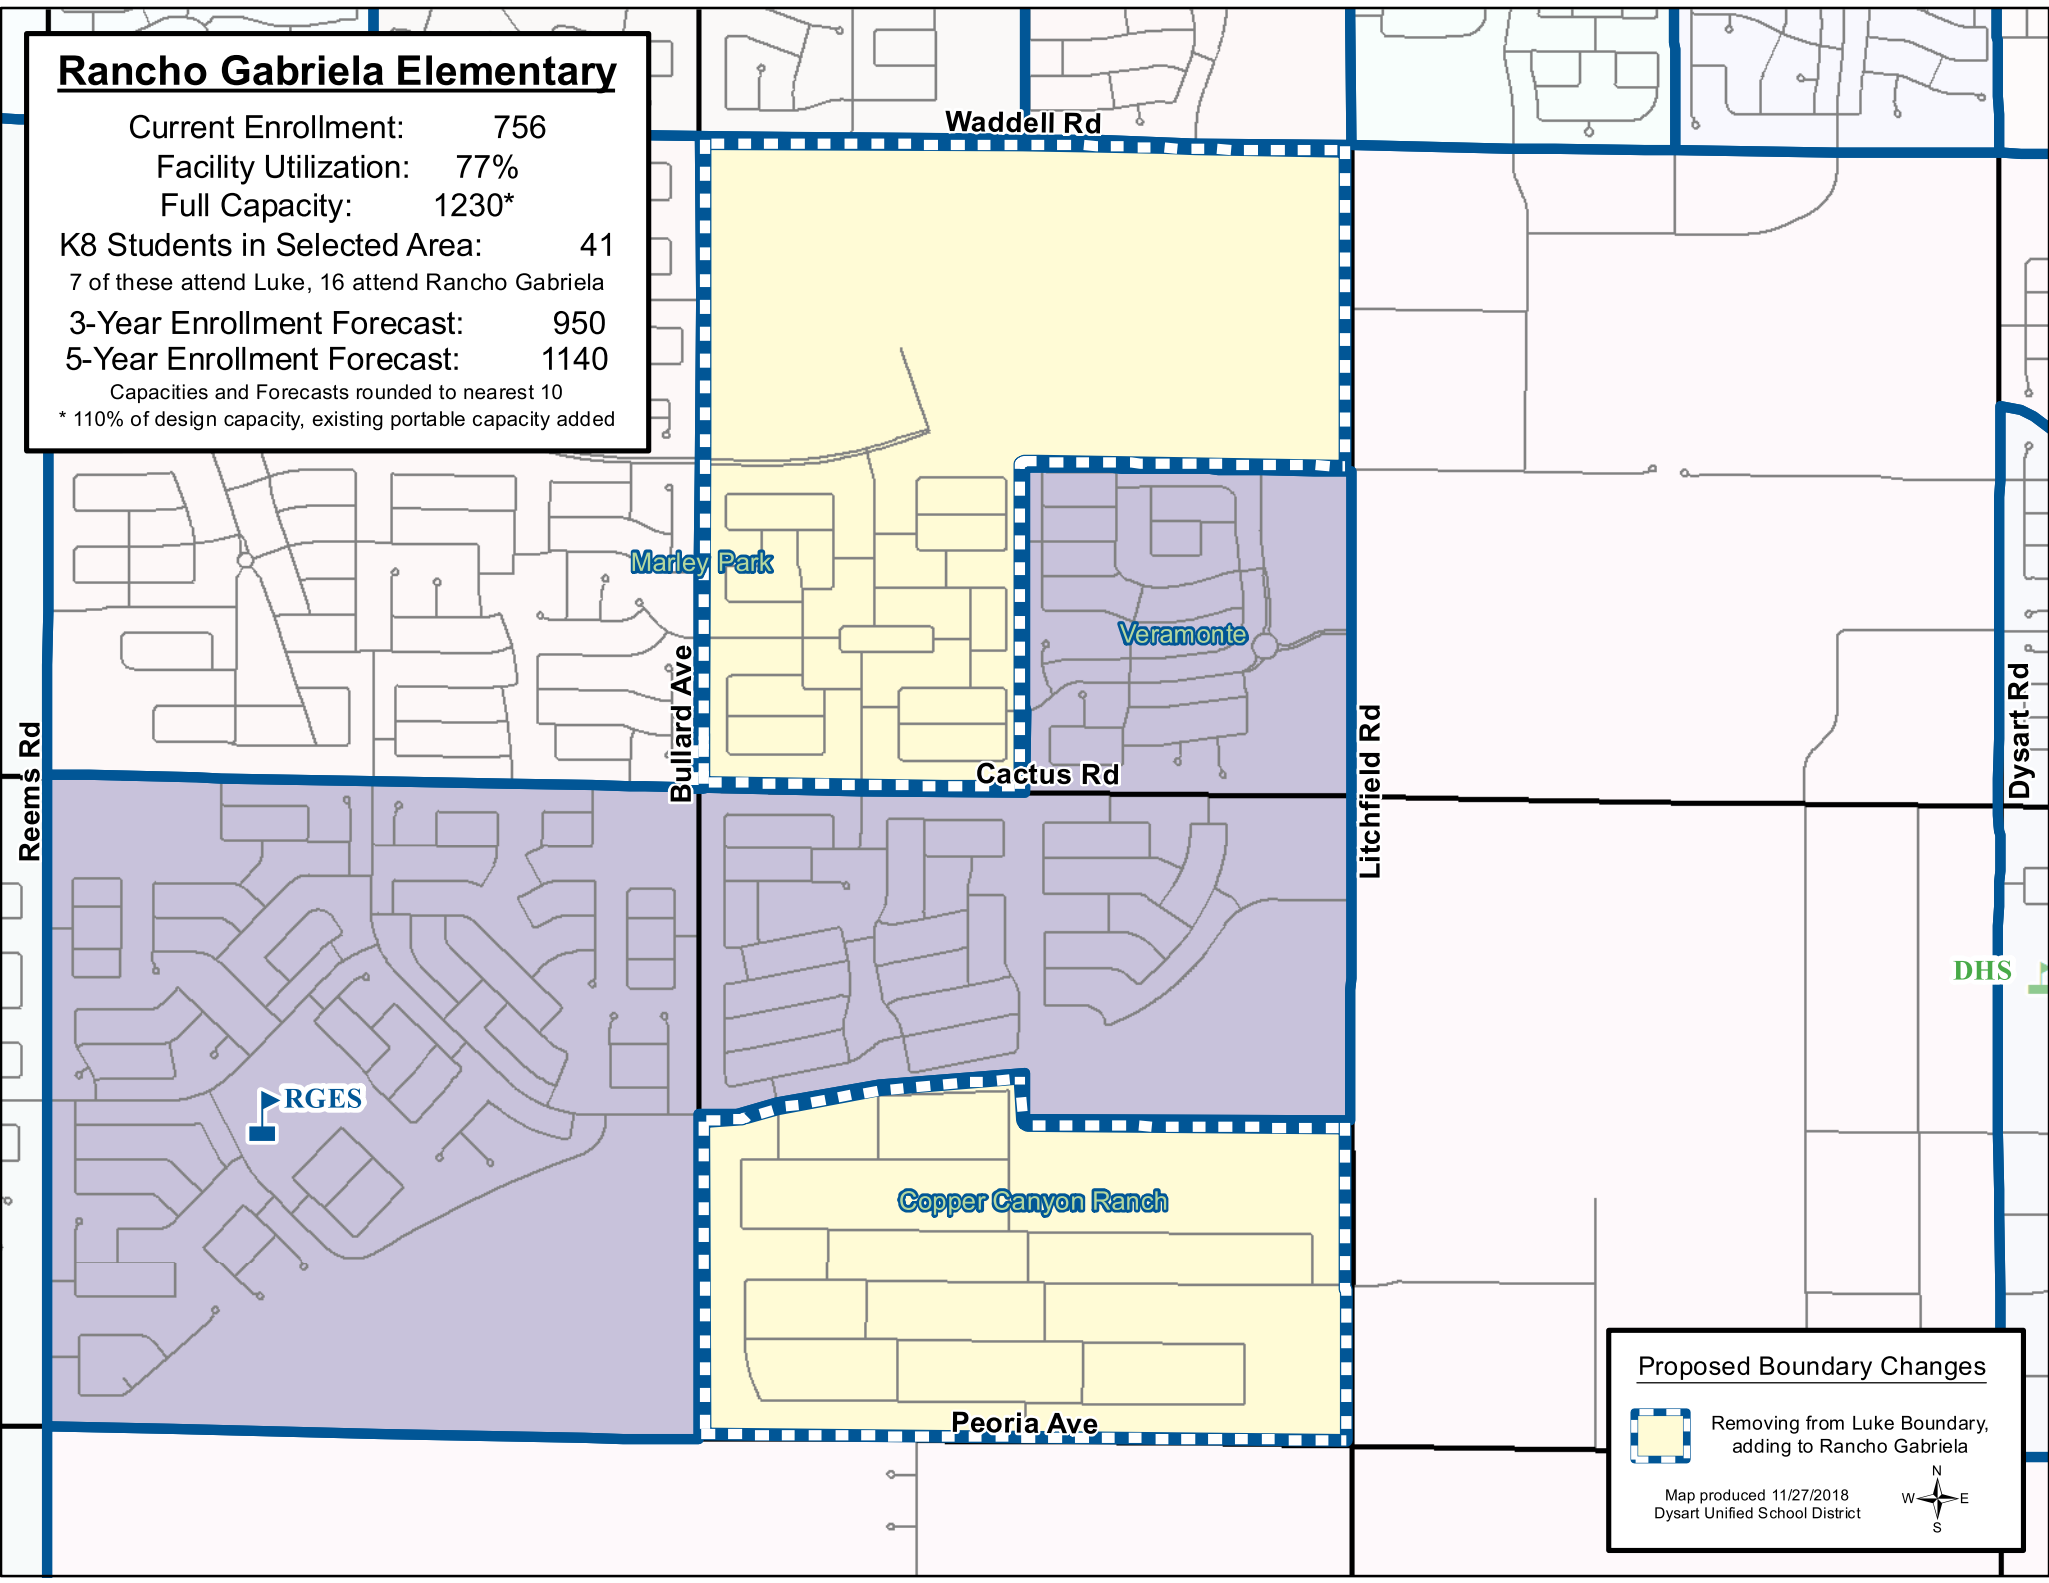 Rancho Gabriela Elementary
Current Enrollment: 756
Facility Utilization: 77%
Full Capacity: 1230*
K8 Students in Selected Area: 41
7 of these attend Luke, 16 attend Rancho Gabriela
3-Year Enrollment Forecast: 950
5-Year Enrollment Forecast: 1140
Capacities and Forecasts rounded to nearest 10
* 110% of design capacity, existing portable capacity added
Waddell Rd
Marley Park
Veramonte
Bullard Ave
Reems Rd
Cactus Rd
Litchfield Rd
Dysart Rd
DHS
RGES
Copper Canyon Ranch
Peoria Ave
Proposed Boundary Changes
Removing from Luke Boundary,
adding to Rancho Gabriela
Map produced 11/27/2018
Dysart Unified School District
N
W E
S